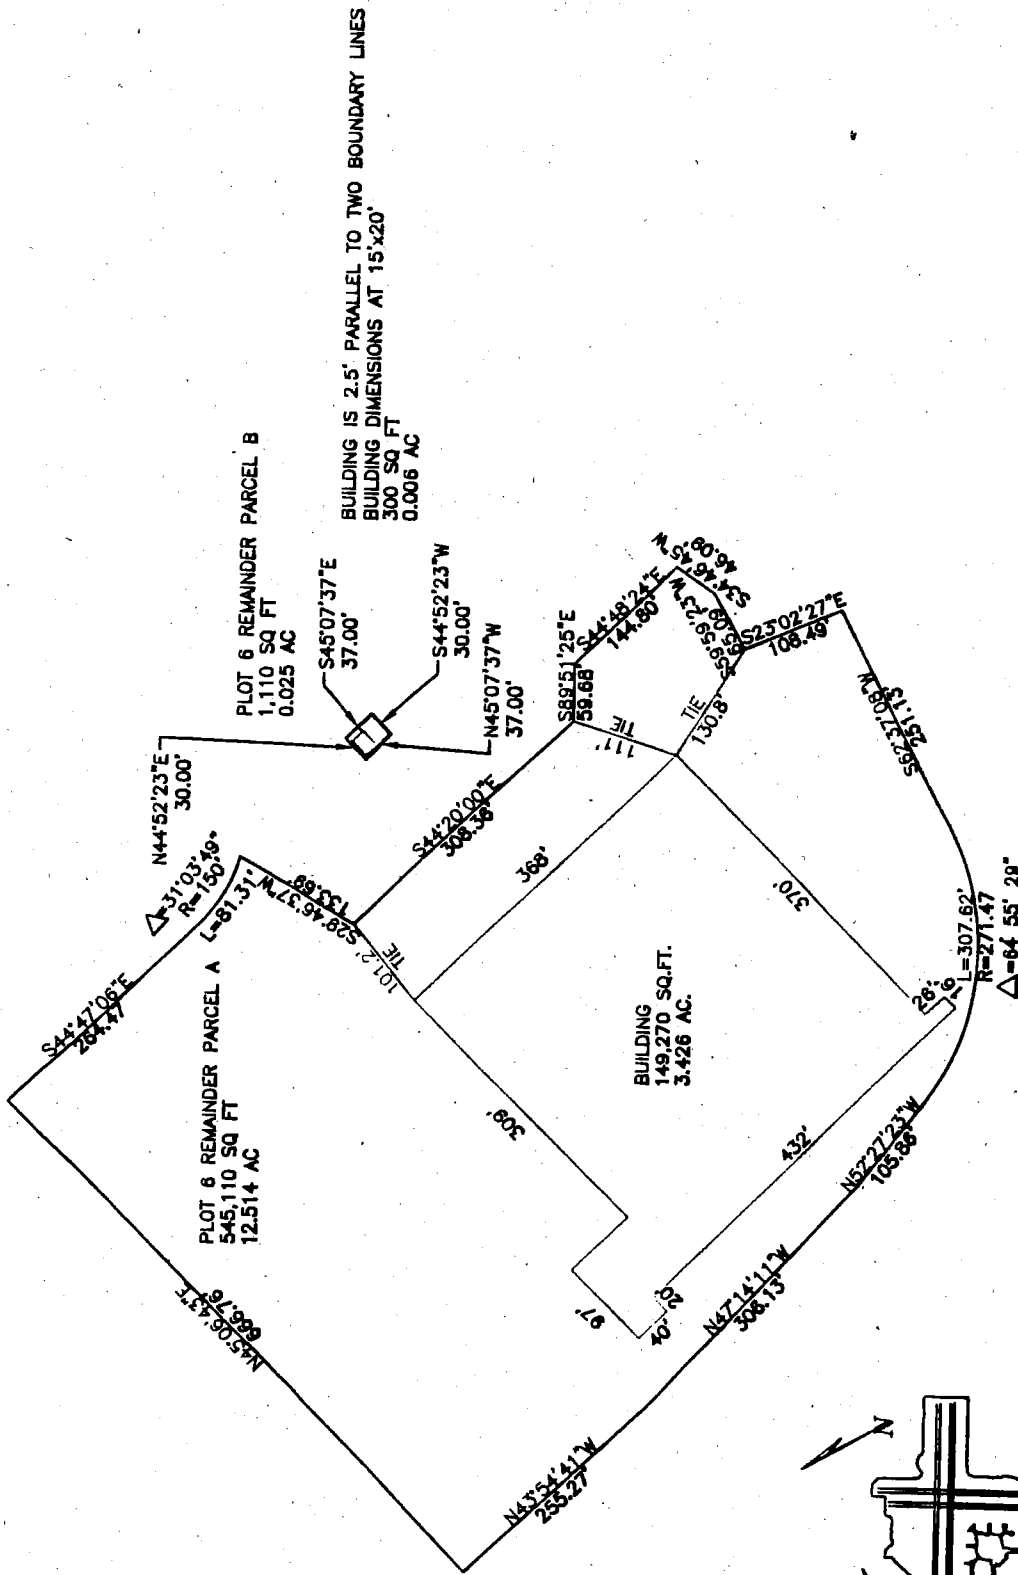 PLOT 6 REMAINDER PARCEL B
1,110 SQ FT
0.025 AC
BUILDING IS 2.5' PARALLEL TO TWO BOUNDARY LINES
BUILDING DIMENSIONS AT 15'x20'
300 SQ FT
0.006 AC
N44°52'23"E
30.00'
S45°07'37"E
37.00'
S44°52'23"W
30.00'
N45°07'37"W
37.00'
PLOT 6 REMAINDER PARCEL A
545,110 SQ FT
12.514 AC
S44°47'06"E
264.47'
Δ=31°03'49"
R=150.
L=81.31'
S29°46'37"W
133.69'
101.2'
TIE
S44°20'00"E
308.36'
S89°51'25"E
59.68'
S44°48'24"E
144.80'
S34°46'45"W
46.09'
S59°59'23"W
65.09'
S23°02'27"E
108.49'
S62°37'08"W
251.13'
L=307.62'
R=271.47
Δ=64 55' 29"
N52°27'23"W
105.86'
N47°14'11"W
308.13'
N43°54'41"W
255.27'
N45°06'43"E
666.76'
111'
TIE
TIE
130.8'
368'
370'
309'
BUILDING
149,270 SQ.FT.
3.426 AC.
26'
432'
97'
40'
20'
N